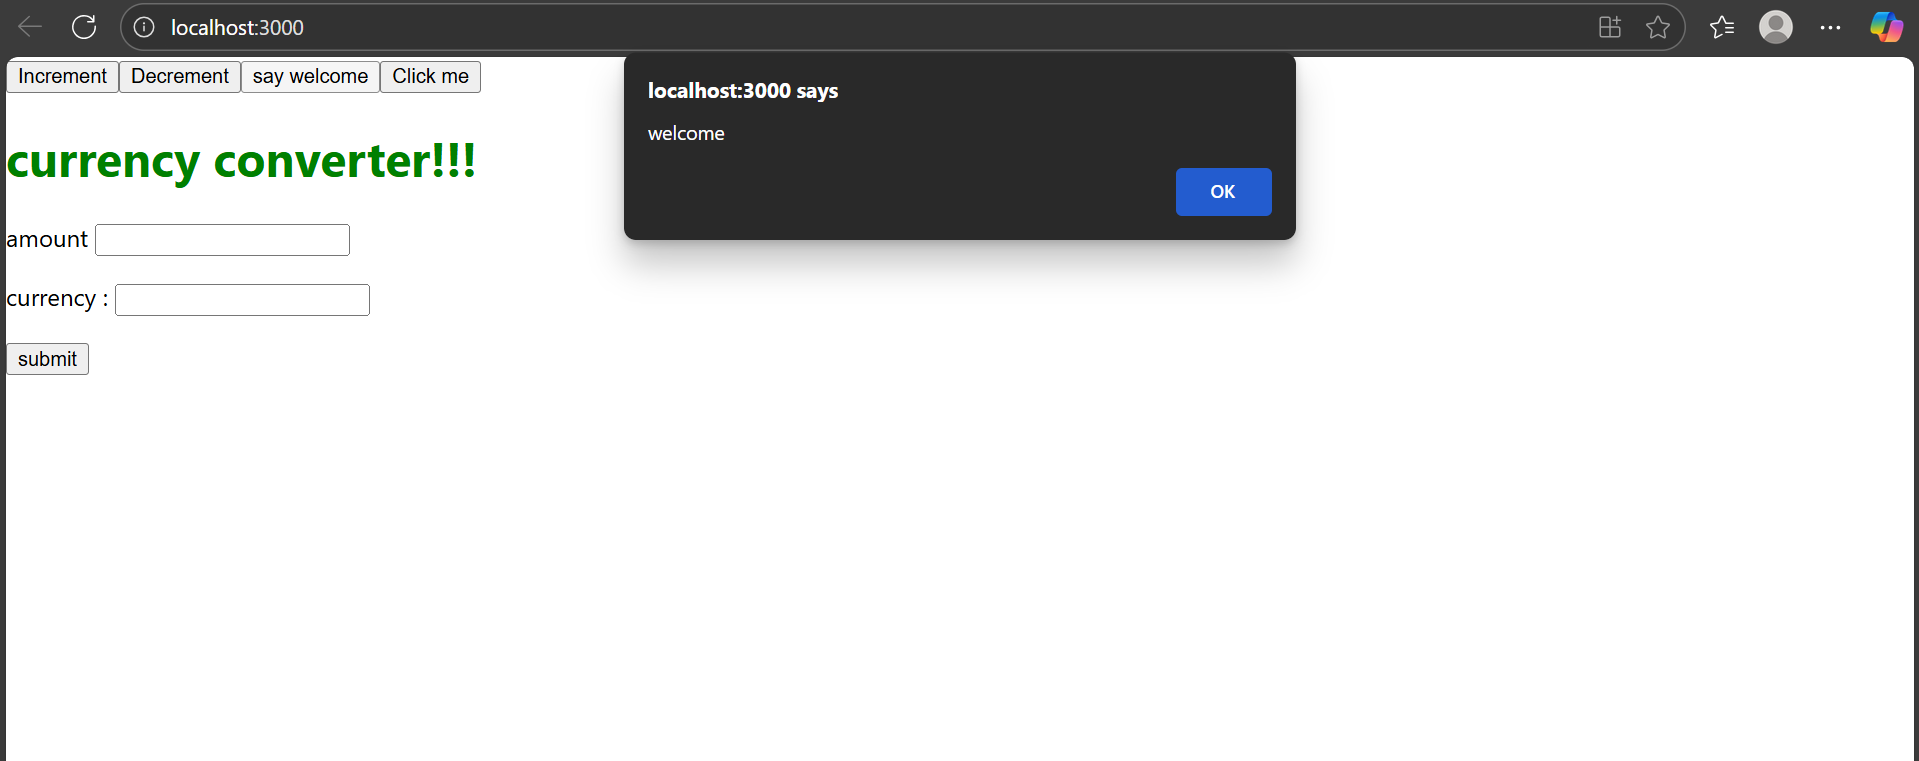 localhost:3000
Increment Decrement say welcome Click me
localhost:3000 says
welcome
OK
currency converter!!!
amount
currency :
submit